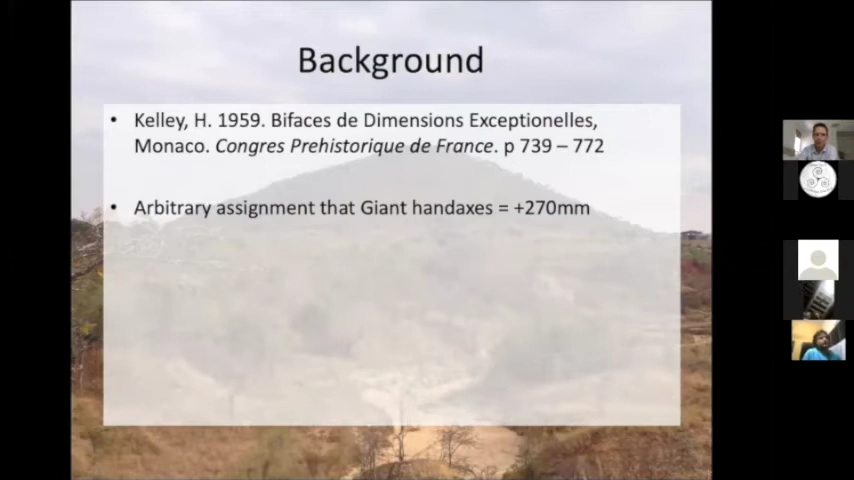 Background
• Kelley, H. 1959. Bifaces de Dimensions Exceptionelles,
Monaco. Congres Prehistorique de France. p 739 – 772
• Arbitrary assignment that Giant handaxes = +270mm